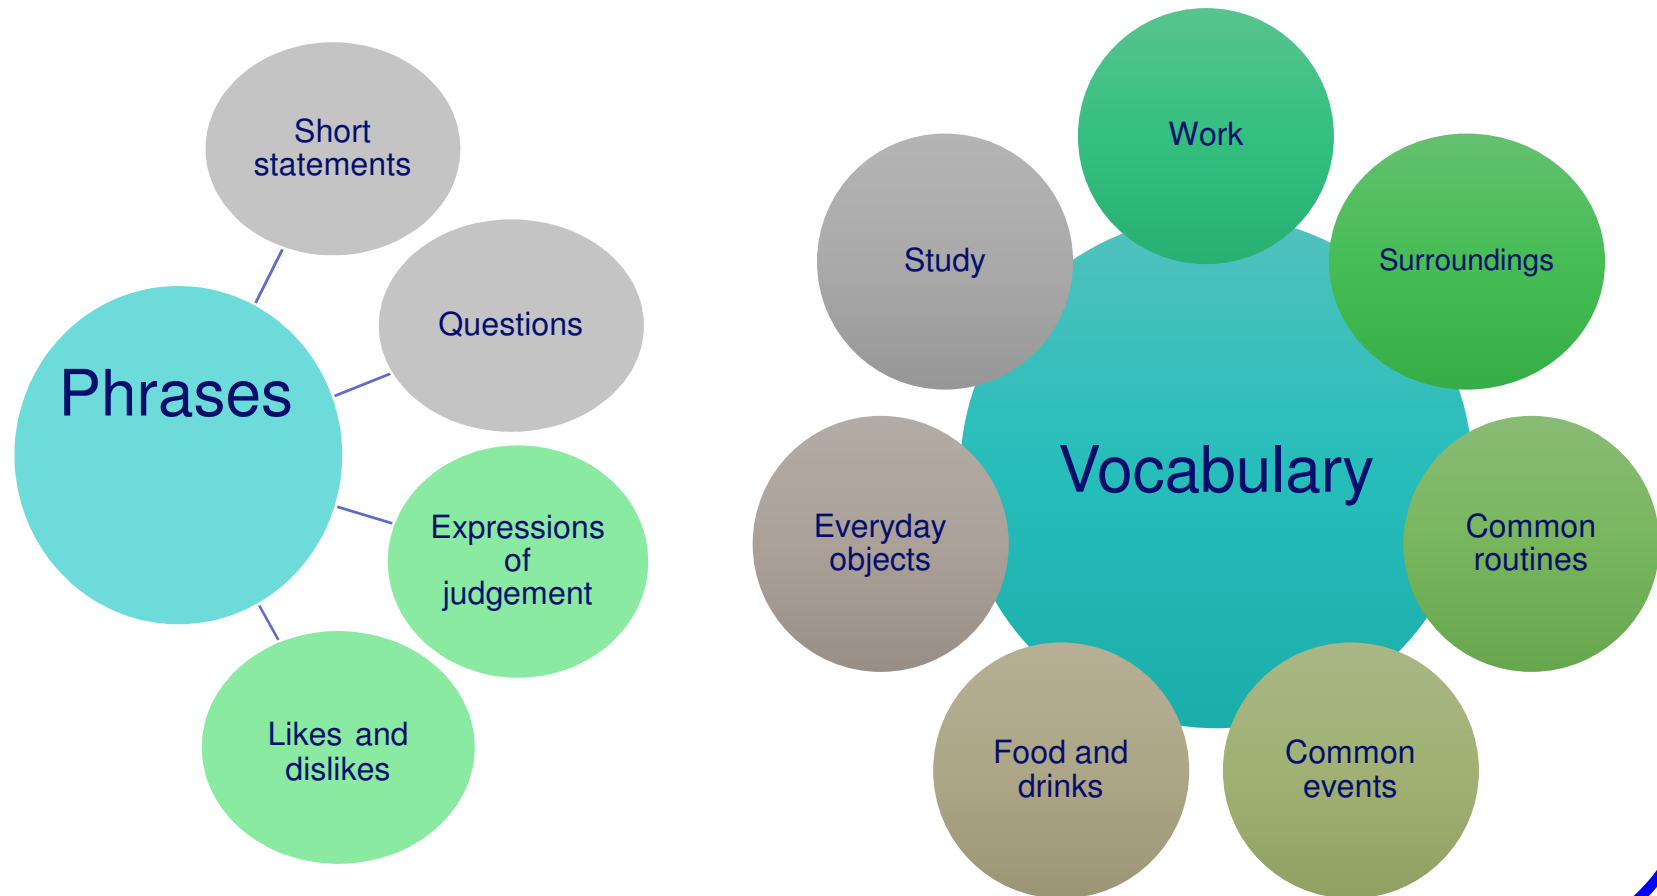 Phrases
Short
statements
Questions
Expressions
of
judgement
Likes and
dislikes
Vocabulary
Work
Surroundings
Common
routines
Common
events
Food and
drinks
Everyday
objects
Study